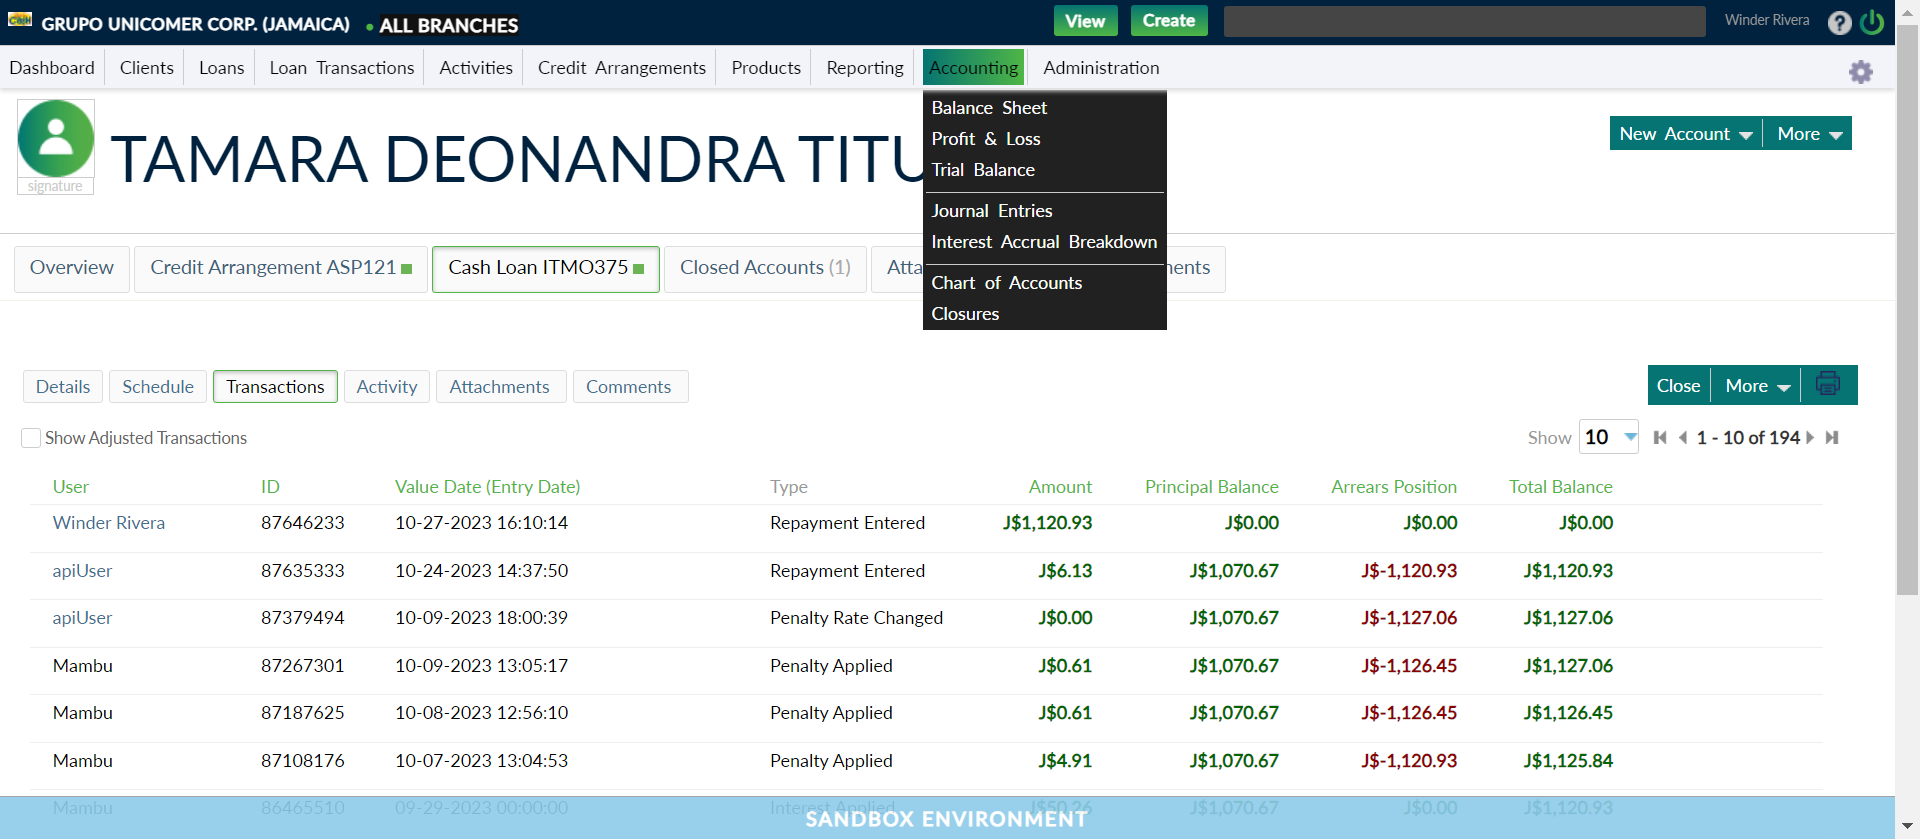 GRUPO UNICOMER CORP. (JAMAICA) ALL BRANCHES View Create Winder Rivera ?
Dashboard Clients Loans Loan Transactions Activities Credit Arrangements Products Reporting Accounting Administration
Balance Sheet
Profit & Loss
Trial Balance
Journal Entries
Interest Accrual Breakdown
Chart of Accounts
Closures
signature
TAMARA DEONANDRA TITU
New Account More
Overview Credit Arrangement ASP121 Cash Loan ITMO375 Closed Accounts (1) Atta ents
Details Schedule Transactions Activity Attachments Comments
Close More
Show Adjusted Transactions
Show 10 1 - 10 of 194
User ID Value Date (Entry Date) Type Amount Principal Balance Arrears Position Total Balance
Winder Rivera 87646233 10-27-2023 16:10:14 Repayment Entered J$1,120.93 J$0.00 J$0.00 J$0.00
apiUser 87635333 10-24-2023 14:37:50 Repayment Entered J$6.13 J$1,070.67 J$-1,120.93 J$1,120.93
apiUser 87379494 10-09-2023 18:00:39 Penalty Rate Changed J$0.00 J$1,070.67 J$-1,127.06 J$1,127.06
Mambu 87267301 10-09-2023 13:05:17 Penalty Applied J$0.61 J$1,070.67 J$-1,126.45 J$1,127.06
Mambu 87187625 10-08-2023 12:56:10 Penalty Applied J$0.61 J$1,070.67 J$-1,126.45 J$1,126.45
Mambu 87108176 10-07-2023 13:04:53 Penalty Applied J$4.91 J$1,070.67 J$-1,120.93 J$1,125.84
Mambu 86465510 09-29-2023 00:00:00 Interest Applied J$50.26 J$1,070.67 J$0.00 J$1,120.93
SANDBOX ENVIRONMENT